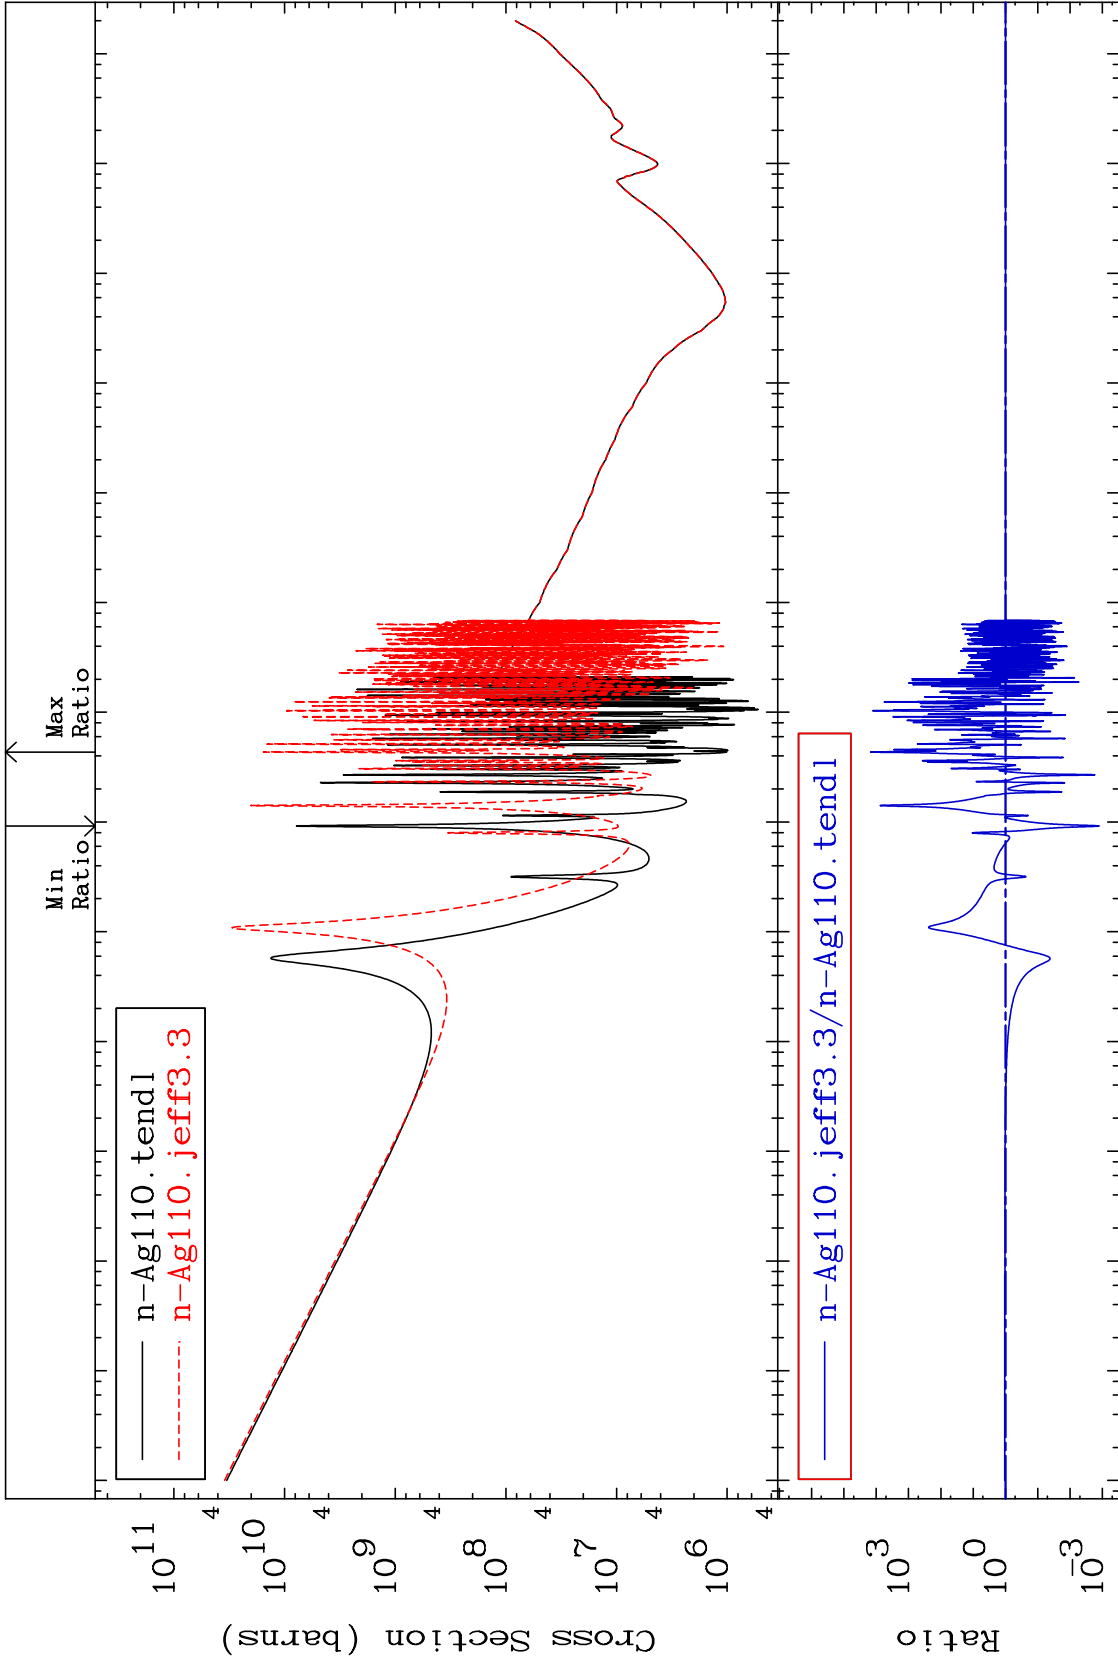 Min
Ratio
Max
Ratio
n-Ag110.tendl
n-Ag110.jeff3.3
10 11
4
10 10
4
10 9
4
10 8
4
10 7
4
10 6
4
Cross Section (barns)
n-Ag110.jeff3.3/n-Ag110.tendl
10 3
10 0
10 -3
Ratio